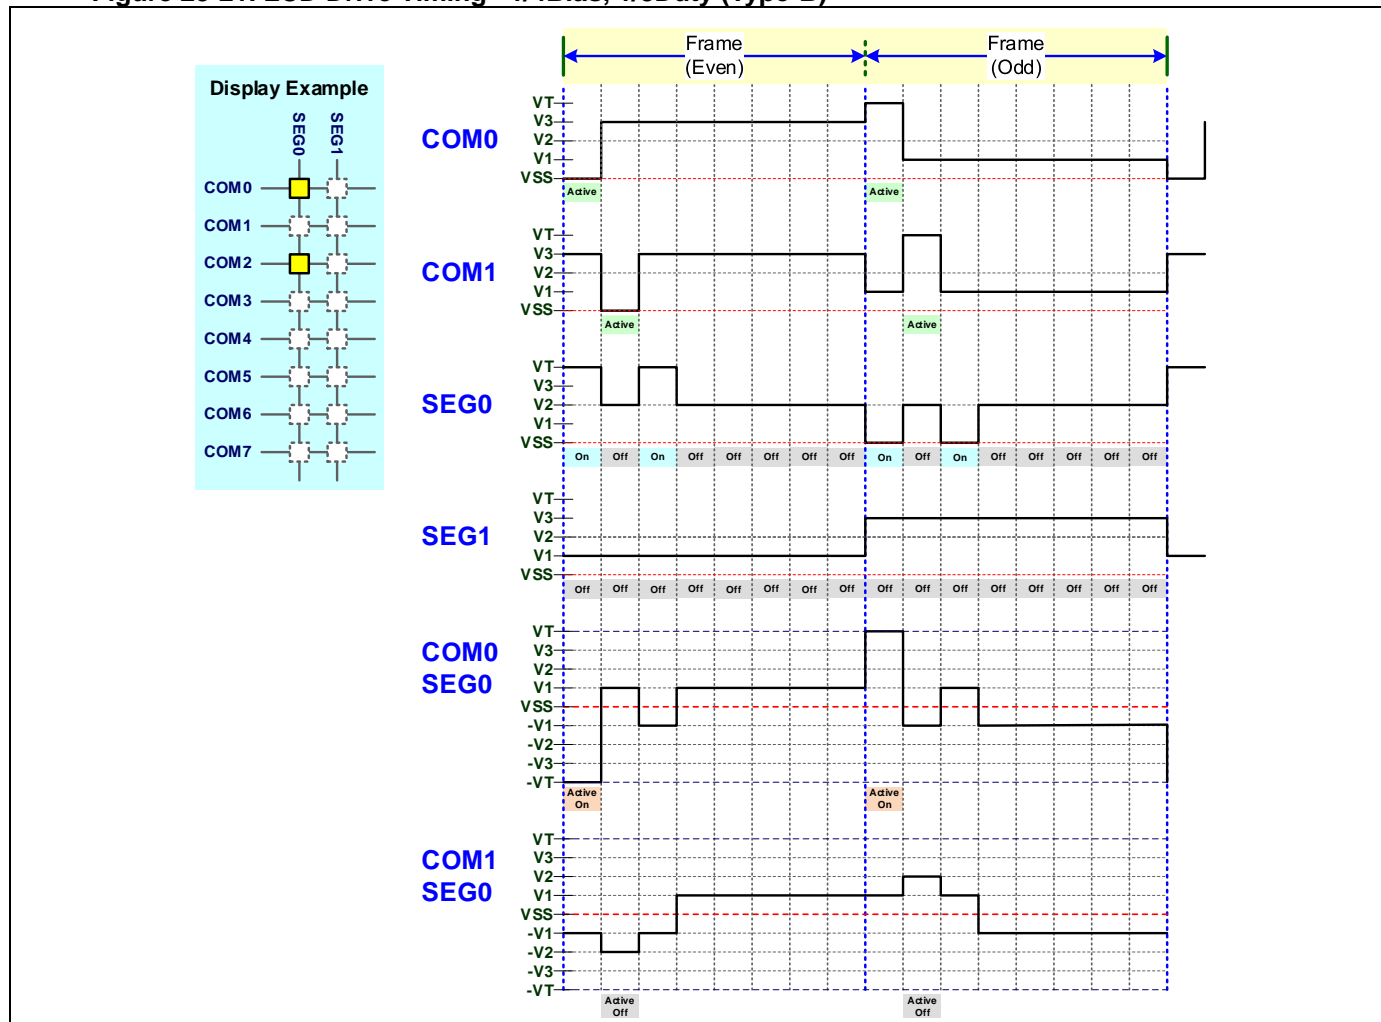 Frame
(Even)
Frame
(Odd)
Display Example
SEG0
SEG1
COM0
COM1
COM2
COM3
COM4
COM5
COM6
COM7
COM0
VT
V3
V2
V1
VSS
Active
Active
COM1
VT
V3
V2
V1
VSS
Active
Active
SEG0
VT
V3
V2
V1
VSS
On Off On Off Off Off Off Off On Off On Off Off Off Off Off
SEG1
VT
V3
V2
V1
VSS
Off Off Off Off Off Off Off Off Off Off Off Off Off Off Off Off
COM0
SEG0
VT
V3
V2
V1
VSS
-V1
-V2
-V3
-VT
Active
On
Active
On
COM1
SEG0
VT
V3
V2
V1
VSS
-V1
-V2
-V3
-VT
Active
Off
Active
Off